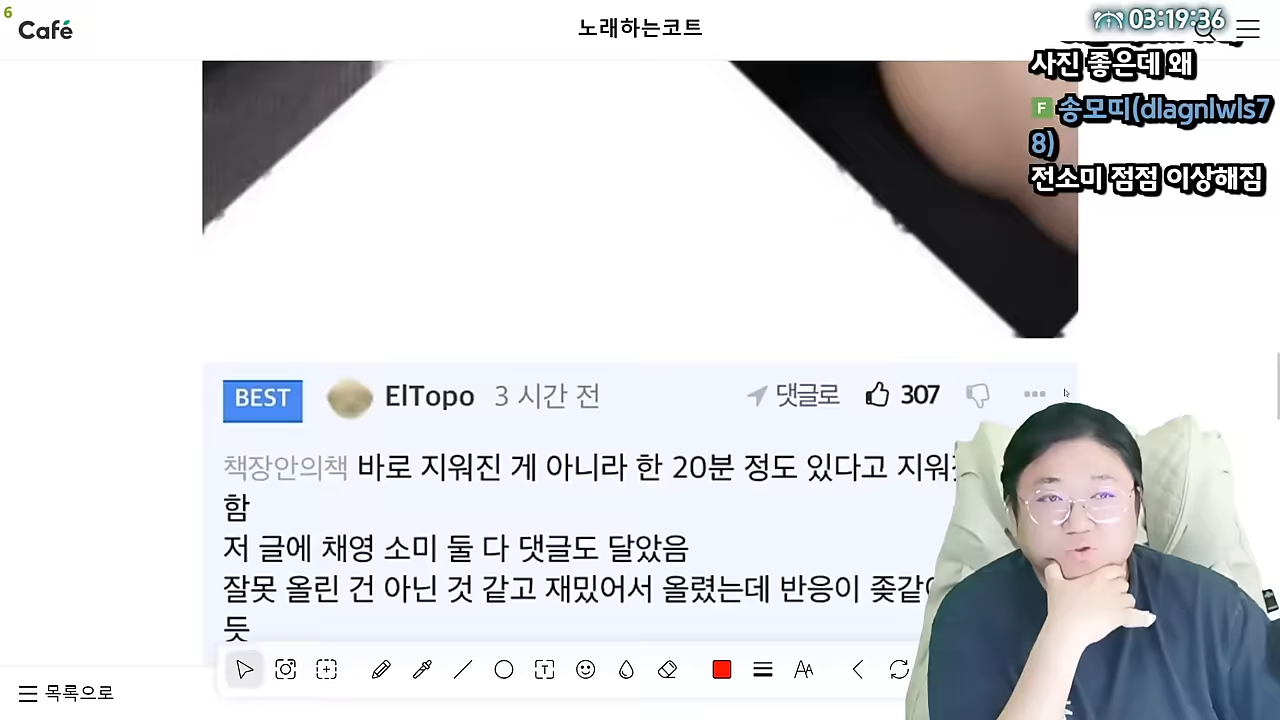 6
Café
노래하는코트
03:19:36
사진 좋은데 왜
F 송모띠(dlagnlwls7
8)
전소미 점점 이상해짐
BEST ElTopo 3 시간 전 댓글로 307
책장안의책 바로 지워진 게 아니라 한 20분 정도 있다고
함
저 글에 채영 소미 둘 다 댓글도 달았음
잘못 올린 건 아닌 것 같고 재밌어서 올렸는데 반응이
듯
T
AA
목록으로